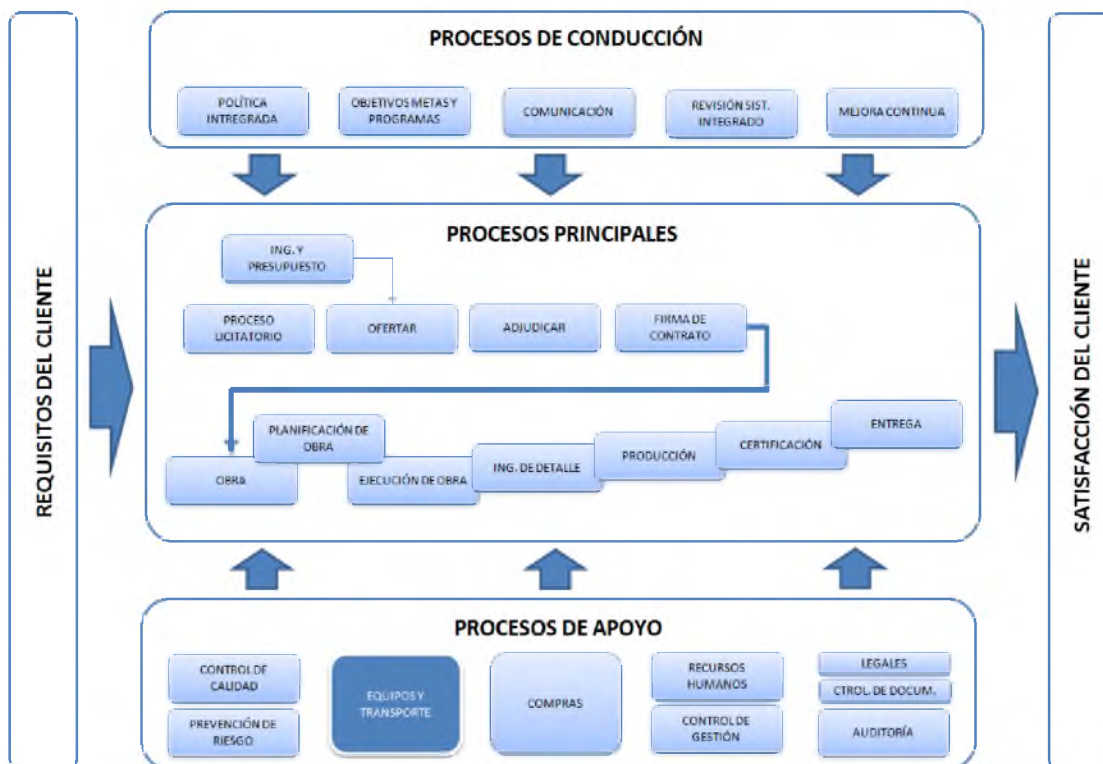 REQUISITOS DEL CLIENTE
PROCESOS DE CONDUCCIÓN
POLÍTICA
INTREGRADA
OBJETIVOS METAS Y
PROGRAMAS
COMUNICACIÓN
REVISIÓN SIST.
INTEGRADO
MEJORA CONTINUA
PROCESOS PRINCIPALES
ING. Y
PRESUPUESTO
PROCESO
LICITATORIO
OFERTAR
ADJUDICAR
FIRMA DE
CONTRATO
OBRA
PLANIFICACIÓN DE
OBRA
EJECUCIÓN DE OBRA
ING. DE DETALLE
PRODUCCIÓN
CERTIFICACIÓN
ENTREGA
PROCESOS DE APOYO
CONTROL DE
CALIDAD
PREVENCIÓN DE
RIESGO
EQUIPOS Y
TRANSPORTE
COMPRAS
RECURSOS
HUMANOS
CONTROL DE
GESTIÓN
LEGALES
CTROL. DE DOCUM.
AUDITORÍA
SATISFACCIÓN DEL CLIENTE